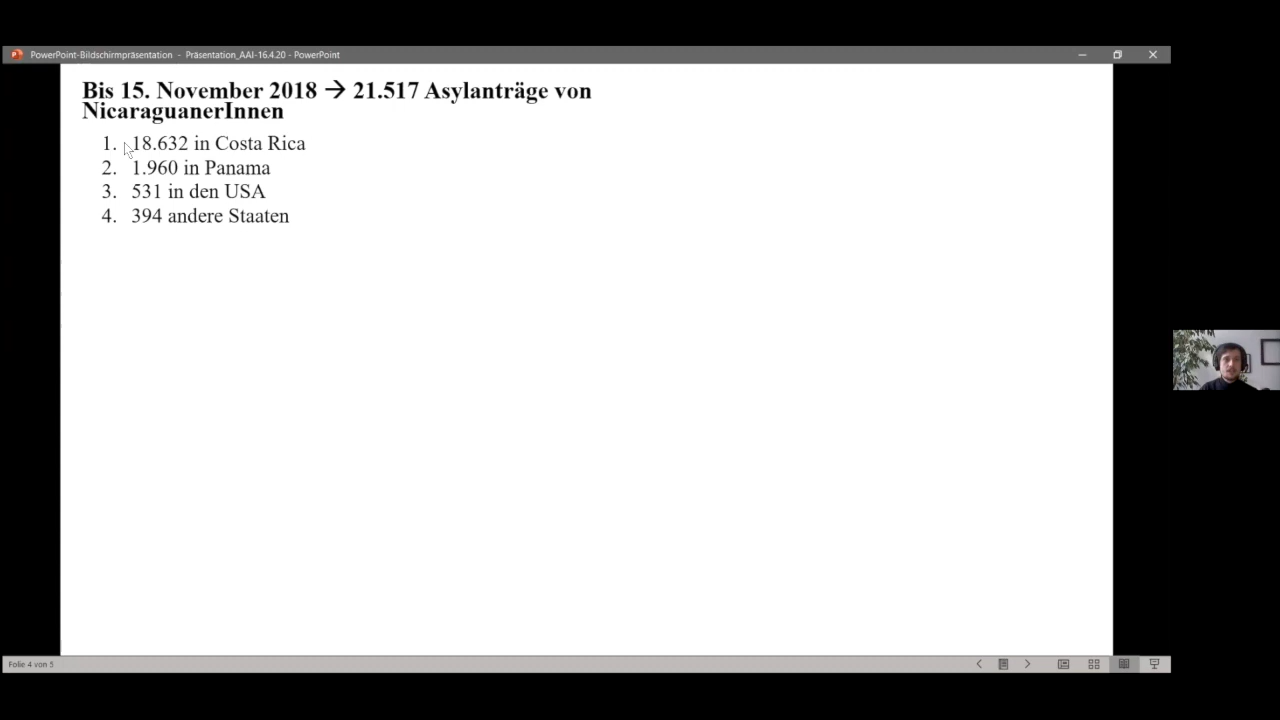 PowerPoint-Bildschirmpräsentation - Präsentation_AAI-16.4.20 - PowerPoint
Bis 15. November 2018 → 21.517 Asylanträge von
NicaraguanerInnen
1. 18.632 in Costa Rica
2. 1.960 in Panama
3. 531 in den USA
4. 394 andere Staaten
Folie 4 von 5